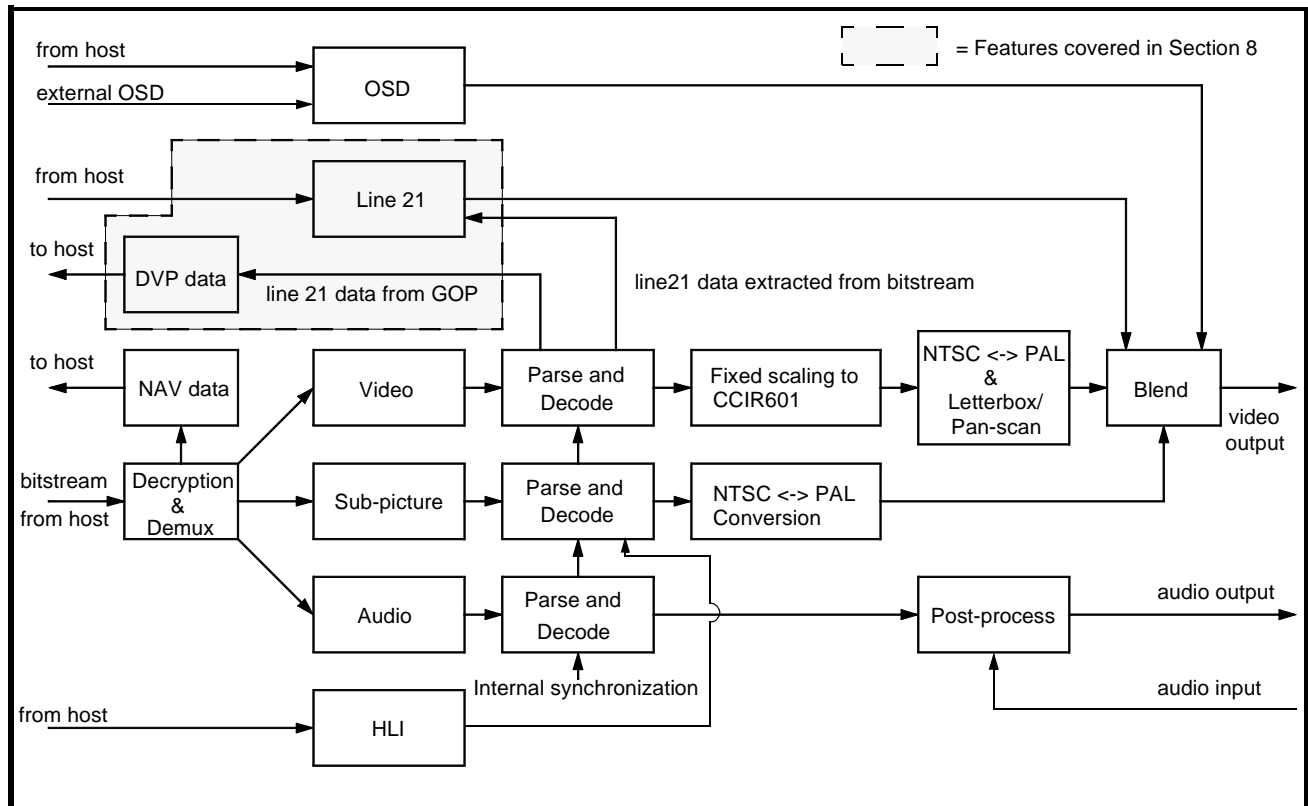 from host
external OSD
OSD
= Features covered in Section 8
from host
Line 21
to host
DVP data
line 21 data from GOP
line21 data extracted from bitstream
to host
NAV data
Video
Parse and
Decode
Fixed scaling to
CCIR601
NTSC <-> PAL
&
Letterbox/
Pan-scan
Blend
video
output
bitstream
from host
Decryption
&
Demux
Sub-picture
Parse and
Decode
NTSC <-> PAL
Conversion
Audio
Parse and
Decode
Post-process
audio output
Internal synchronization
audio input
from host
HLI